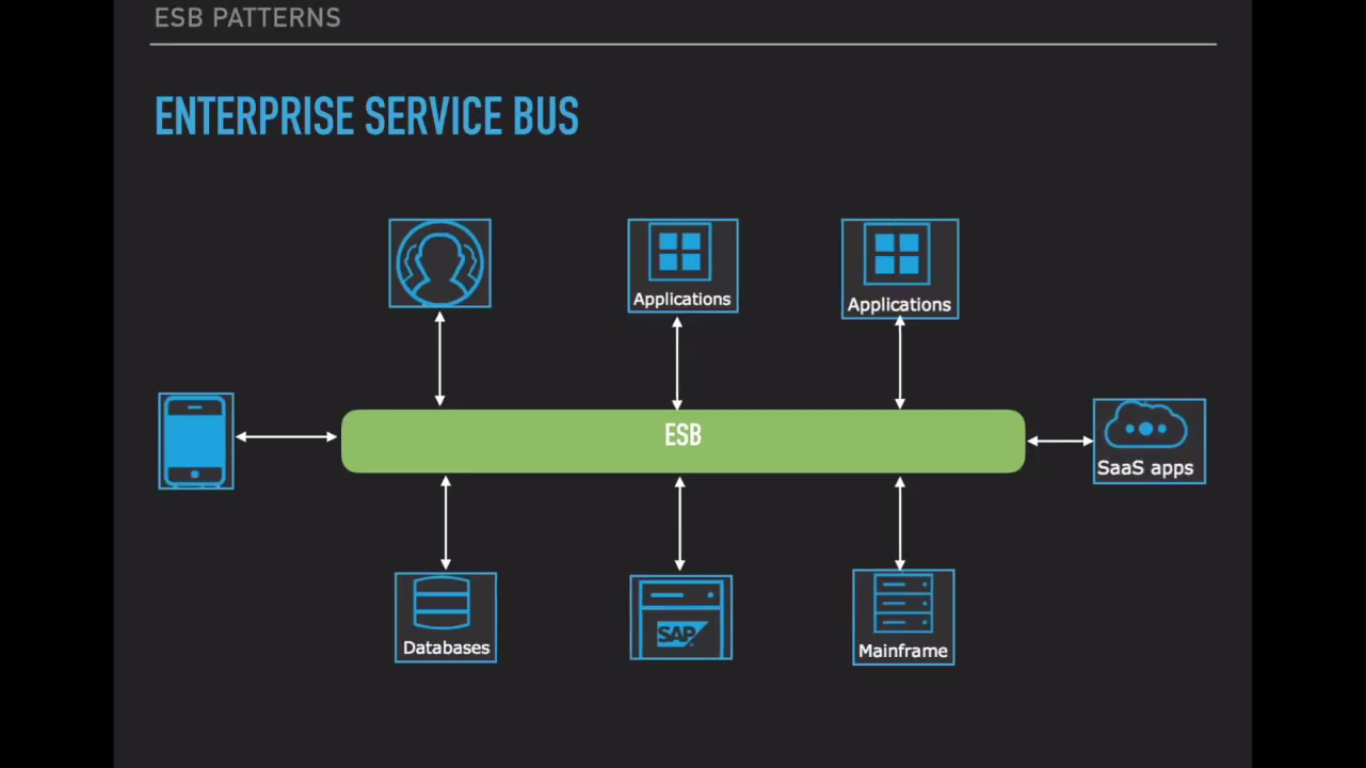 ESB PATTERNS
ENTERPRISE SERVICE BUS
Applications
Applications
ESB
SaaS apps
Databases
SAP
Mainframe